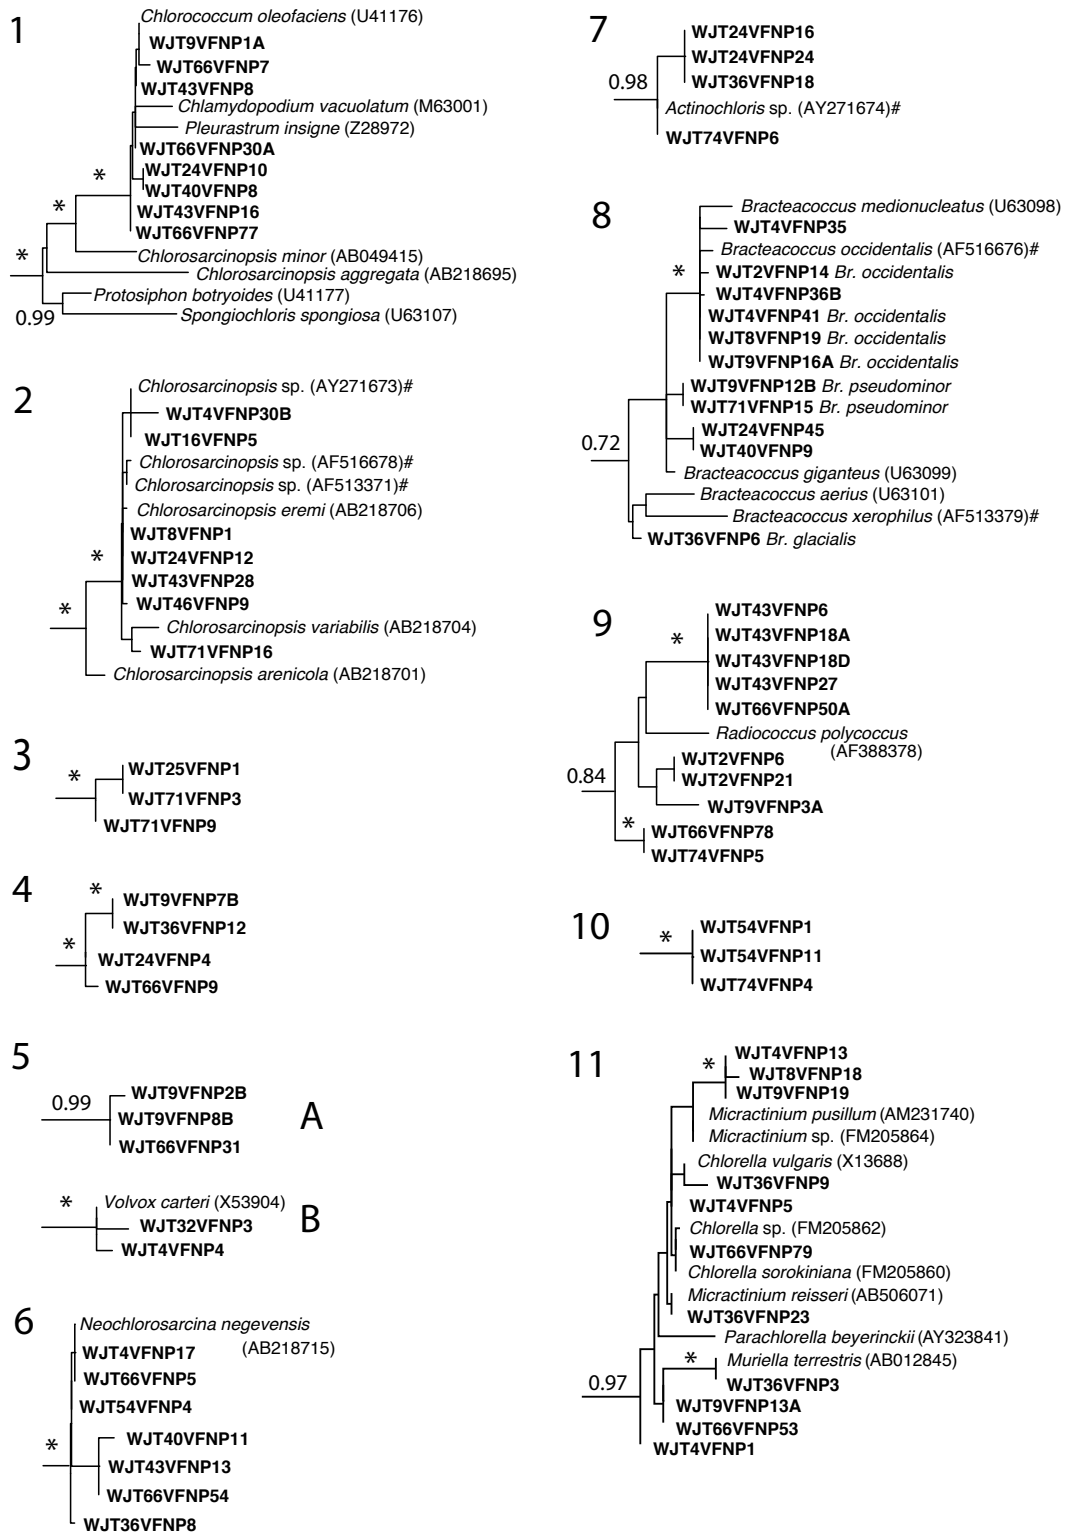 1
Chlorococcum oleofaciens (U41176)
WJT9VFNP1A
WJT66VFNP7
WJT43VFNP8
Chlamydopodium vacuolatum (M63001)
Pleurastrum insigne (Z28972)
WJT66VFNP30A
WJT24VFNP10
*
WJT40VFNP8
*
WJT43VFNP16
WJT66VFNP77
*
Chlorosarcinopsis minor (AB049415)
Chlorosarcinopsis aggregata (AB218695)
Protosiphon botryoides (U41177)
0.99
Spongiochloris spongiosa (U63107)
2
Chlorosarcinopsis sp. (AY271673)#
WJT4VFNP30B
WJT16VFNP5
Chlorosarcinopsis sp. (AF516678)#
Chlorosarcinopsis sp. (AF513371)#
Chlorosarcinopsis eremi (AB218706)
WJT8VFNP1
*
WJT24VFNP12
WJT43VFNP28
*
WJT46VFNP9
Chlorosarcinopsis variabilis (AB218704)
WJT71VFNP16
Chlorosarcinopsis arenicola (AB218701)
3
*
WJT25VFNP1
WJT71VFNP3
WJT71VFNP9
4
*
WJT9VFNP7B
WJT36VFNP12
*
WJT24VFNP4
WJT66VFNP9
5
0.99
WJT9VFNP2B
WJT9VFNP8B
A
WJT66VFNP31
*
Volvox carteri (X53904)
WJT32VFNP3
B
WJT4VFNP4
6
Neochlorosarcina negevensis
(AB218715)
WJT4VFNP17
WJT66VFNP5
WJT54VFNP4
*
WJT40VFNP11
WJT43VFNP13
WJT66VFNP54
WJT36VFNP8
7
WJT24VFNP16
WJT24VFNP24
0.98
WJT36VFNP18
Actinochloris sp. (AY271674)#
WJT74VFNP6
8
Bracteacoccus medionucleatus (U63098)
WJT4VFNP35
Bracteacoccus occidentalis (AF516676)#
*
WJT2VFNP14 Br. occidentalis
WJT4VFNP36B
WJT4VFNP41 Br. occidentalis
WJT8VFNP19 Br. occidentalis
WJT9VFNP16A Br. occidentalis
WJT9VFNP12B Br. pseudominor
WJT71VFNP15 Br. pseudominor
WJT24VFNP45
0.72
WJT40VFNP9
Bracteacoccus giganteus (U63099)
Bracteacoccus aerius (U63101)
Bracteacoccus xerophilus (AF513379)#
WJT36VFNP6 Br. glacialis
9
WJT43VFNP6
*
WJT43VFNP18A
WJT43VFNP18D
WJT43VFNP27
WJT66VFNP50A
Radiococcus polycoccus
(AF388378)
WJT2VFNP6
0.84
WJT2VFNP21
WJT9VFNP3A
*
WJT66VFNP78
WJT74VFNP5
10
*
WJT54VFNP1
WJT54VFNP11
WJT74VFNP4
11
WJT4VFNP13
*
WJT8VFNP18
WJT9VFNP19
Micractinium pusillum (AM231740)
Micractinium sp. (FM205864)
Chlorella vulgaris (X13688)
WJT36VFNP9
WJT4VFNP5
Chlorella sp. (FM205862)
WJT66VFNP79
Chlorella sorokiniana (FM205860)
Micractinium reisseri (AB506071)
WJT36VFNP23
Parachlorella beyerinckii (AY323841)
*
Muriella terrestris (AB012845)
0.97
WJT36VFNP3
WJT9VFNP13A
WJT66VFNP53
WJT4VFNP1